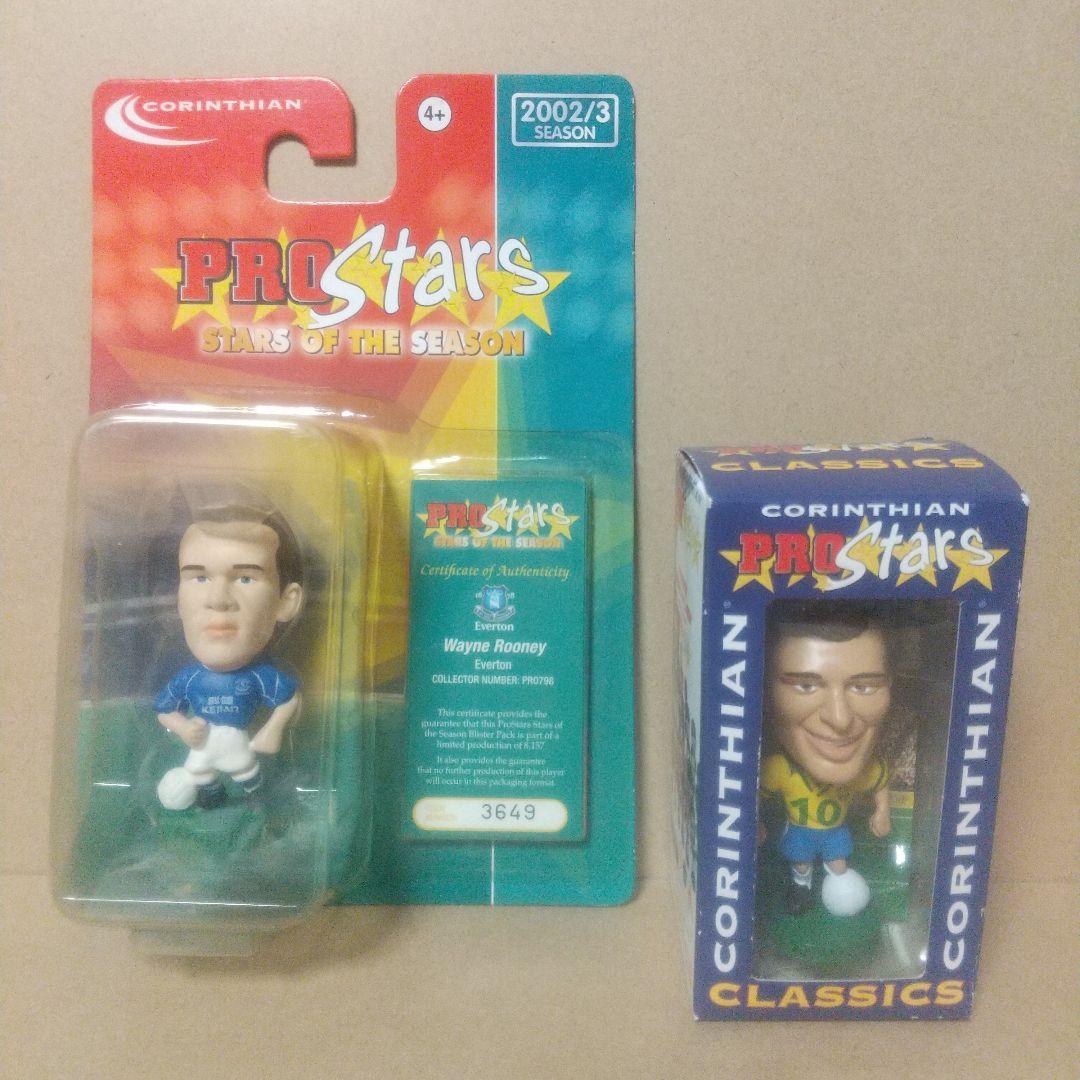 CORINTHIAN
4+
2002/3
SEASON
PROStars
STARS OF THE SEASON
KEJIAN
PROStars
STARS OF THE SEASON
Certificate of Authenticity
Everton
Wayne Rooney
Everton
COLLECTOR NUMBER: PRO798
This certificate provides the
guarantee that this ProStars Stars of
the Season Blister Pack is part of a
limited production of 8,157
It also provides the guarantee
that no further production of this player
will occur in this packaging format.
3649
CLASSICS
CORINTHIAN
PROStars
CORINTHIAN
CORINTHIAN
10
CLASSICS